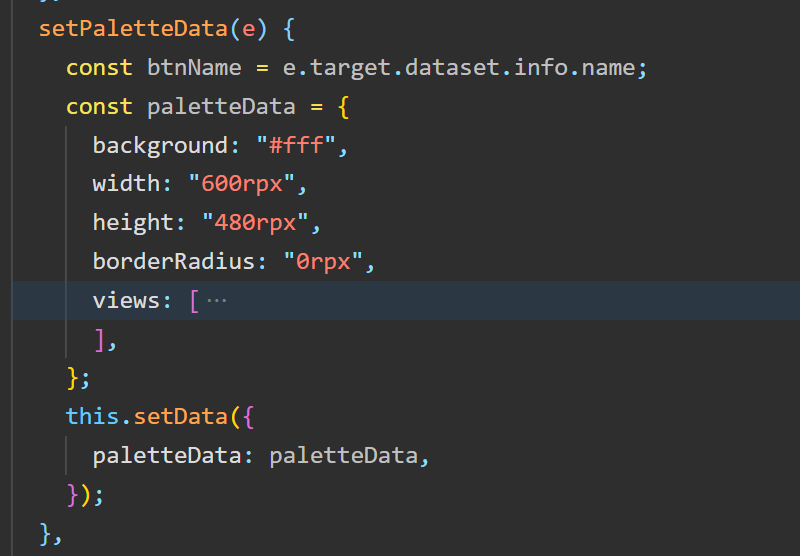 setPaletteData(e) {
const btnName = e.target.dataset.info.name;
const paletteData = {
background: "#fff",
width: "600rpx",
height: "480rpx",
borderRadius: "0rpx",
views: [ ···
],
};
this.setData({
paletteData: paletteData,
});
},